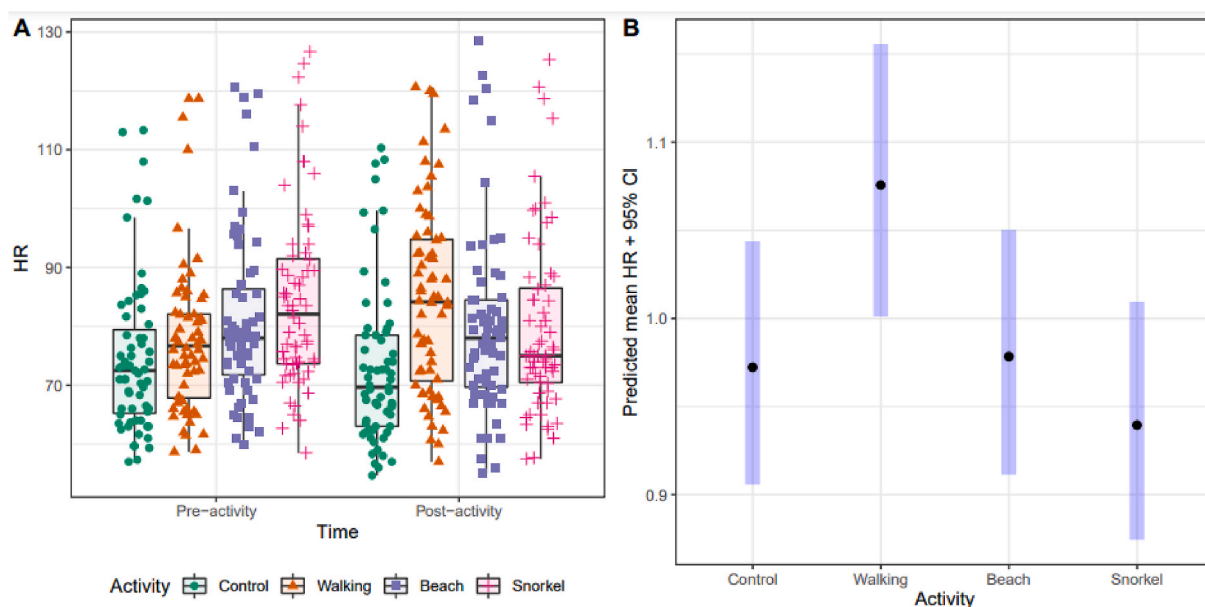 A
130
110
90
70
HR
Pre-activity
Post-activity
Time
Activity
Control
Walking
Beach
Snorkel
B
1.1
1.0
0.9
Predicted mean HR + 95% CI
Control
Walking
Beach
Snorkel
Activity